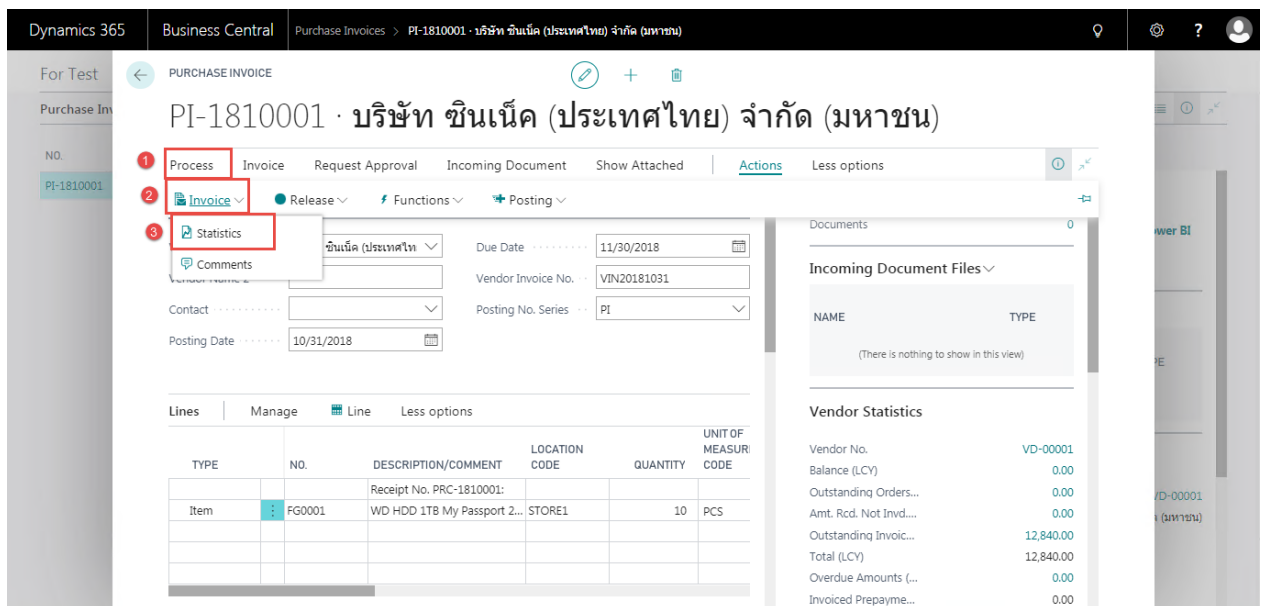 Dynamics 365 Business Central Purchase Invoices > PI-1810001 · บริษัท ซินเน็ค (ประเทศไทย) จำกัด (มหาชน) ?
For Test
PURCHASE INVOICE
Purchase Inv
PI-1810001 · บริษัท ซินเน็ค (ประเทศไทย) จำกัด (มหาชน)
NO.
PI-1810001
1 Process Invoice Request Approval Incoming Document Show Attached Actions Less options
2 Invoice Release Functions Posting
3 Statistics
Comments
ซินเน็ค (ประเทศไท
Due Date 11/30/2018
Vendor Name 2
Vendor Invoice No. VIN20181031
Contact
Posting No. Series PI
Posting Date 10/31/2018
Lines Manage Line Less options
TYPE NO. DESCRIPTION/COMMENT LOCATION CODE QUANTITY UNIT OF MEASUR CODE
Receipt No. PRC-1810001:
Item FG0001 WD HDD 1TB My Passport 2... STORE1 10 PCS
Documents 0
Incoming Document Files
NAME TYPE
(There is nothing to show in this view)
Vendor Statistics
Vendor No. VD-00001
Balance (LCY) 0.00
Outstanding Orders... 0.00
Amt. Rcd. Not Invd.... 0.00
Outstanding Invoic... 12,840.00
Total (LCY) 12,840.00
Overdue Amounts (... 0.00
Invoiced Prepayme... 0.00
ower BI
PE
/D-00001
(มหาชน)